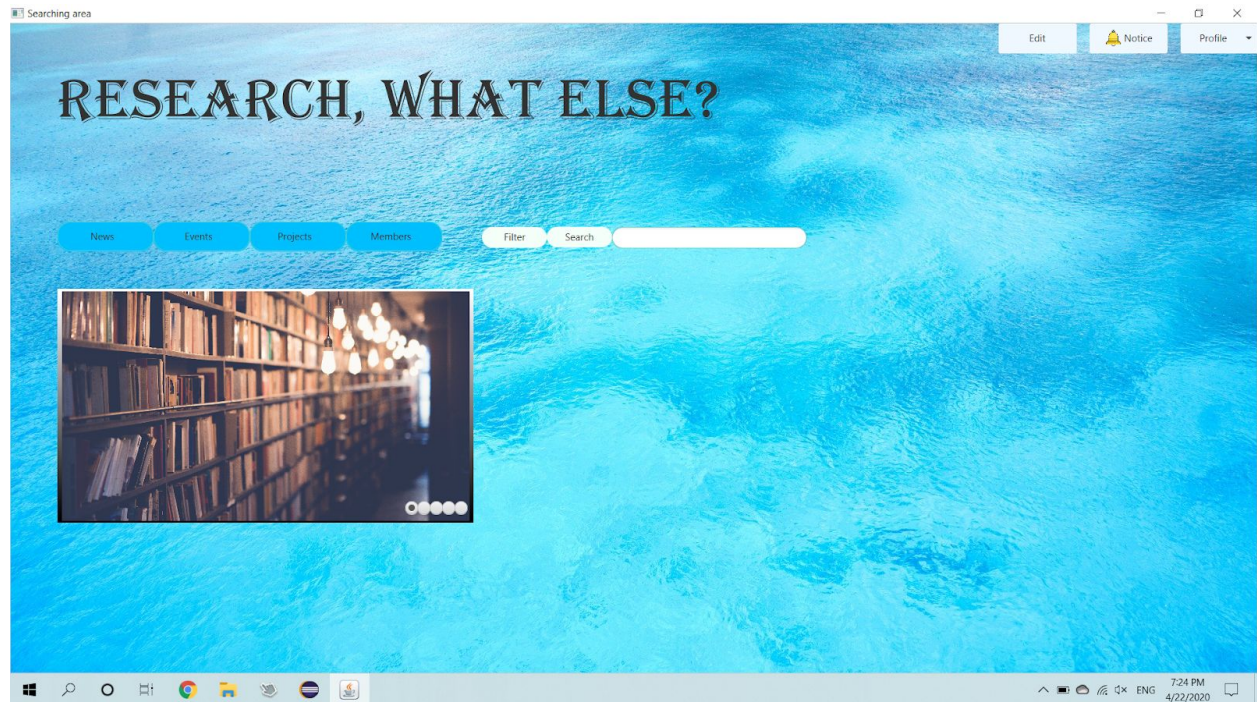 Searching area
Edit Notice Profile
RESEARCH, WHAT ELSE?
News Events Projects Members Filter Search
ENG
7:24 PM
4/22/2020